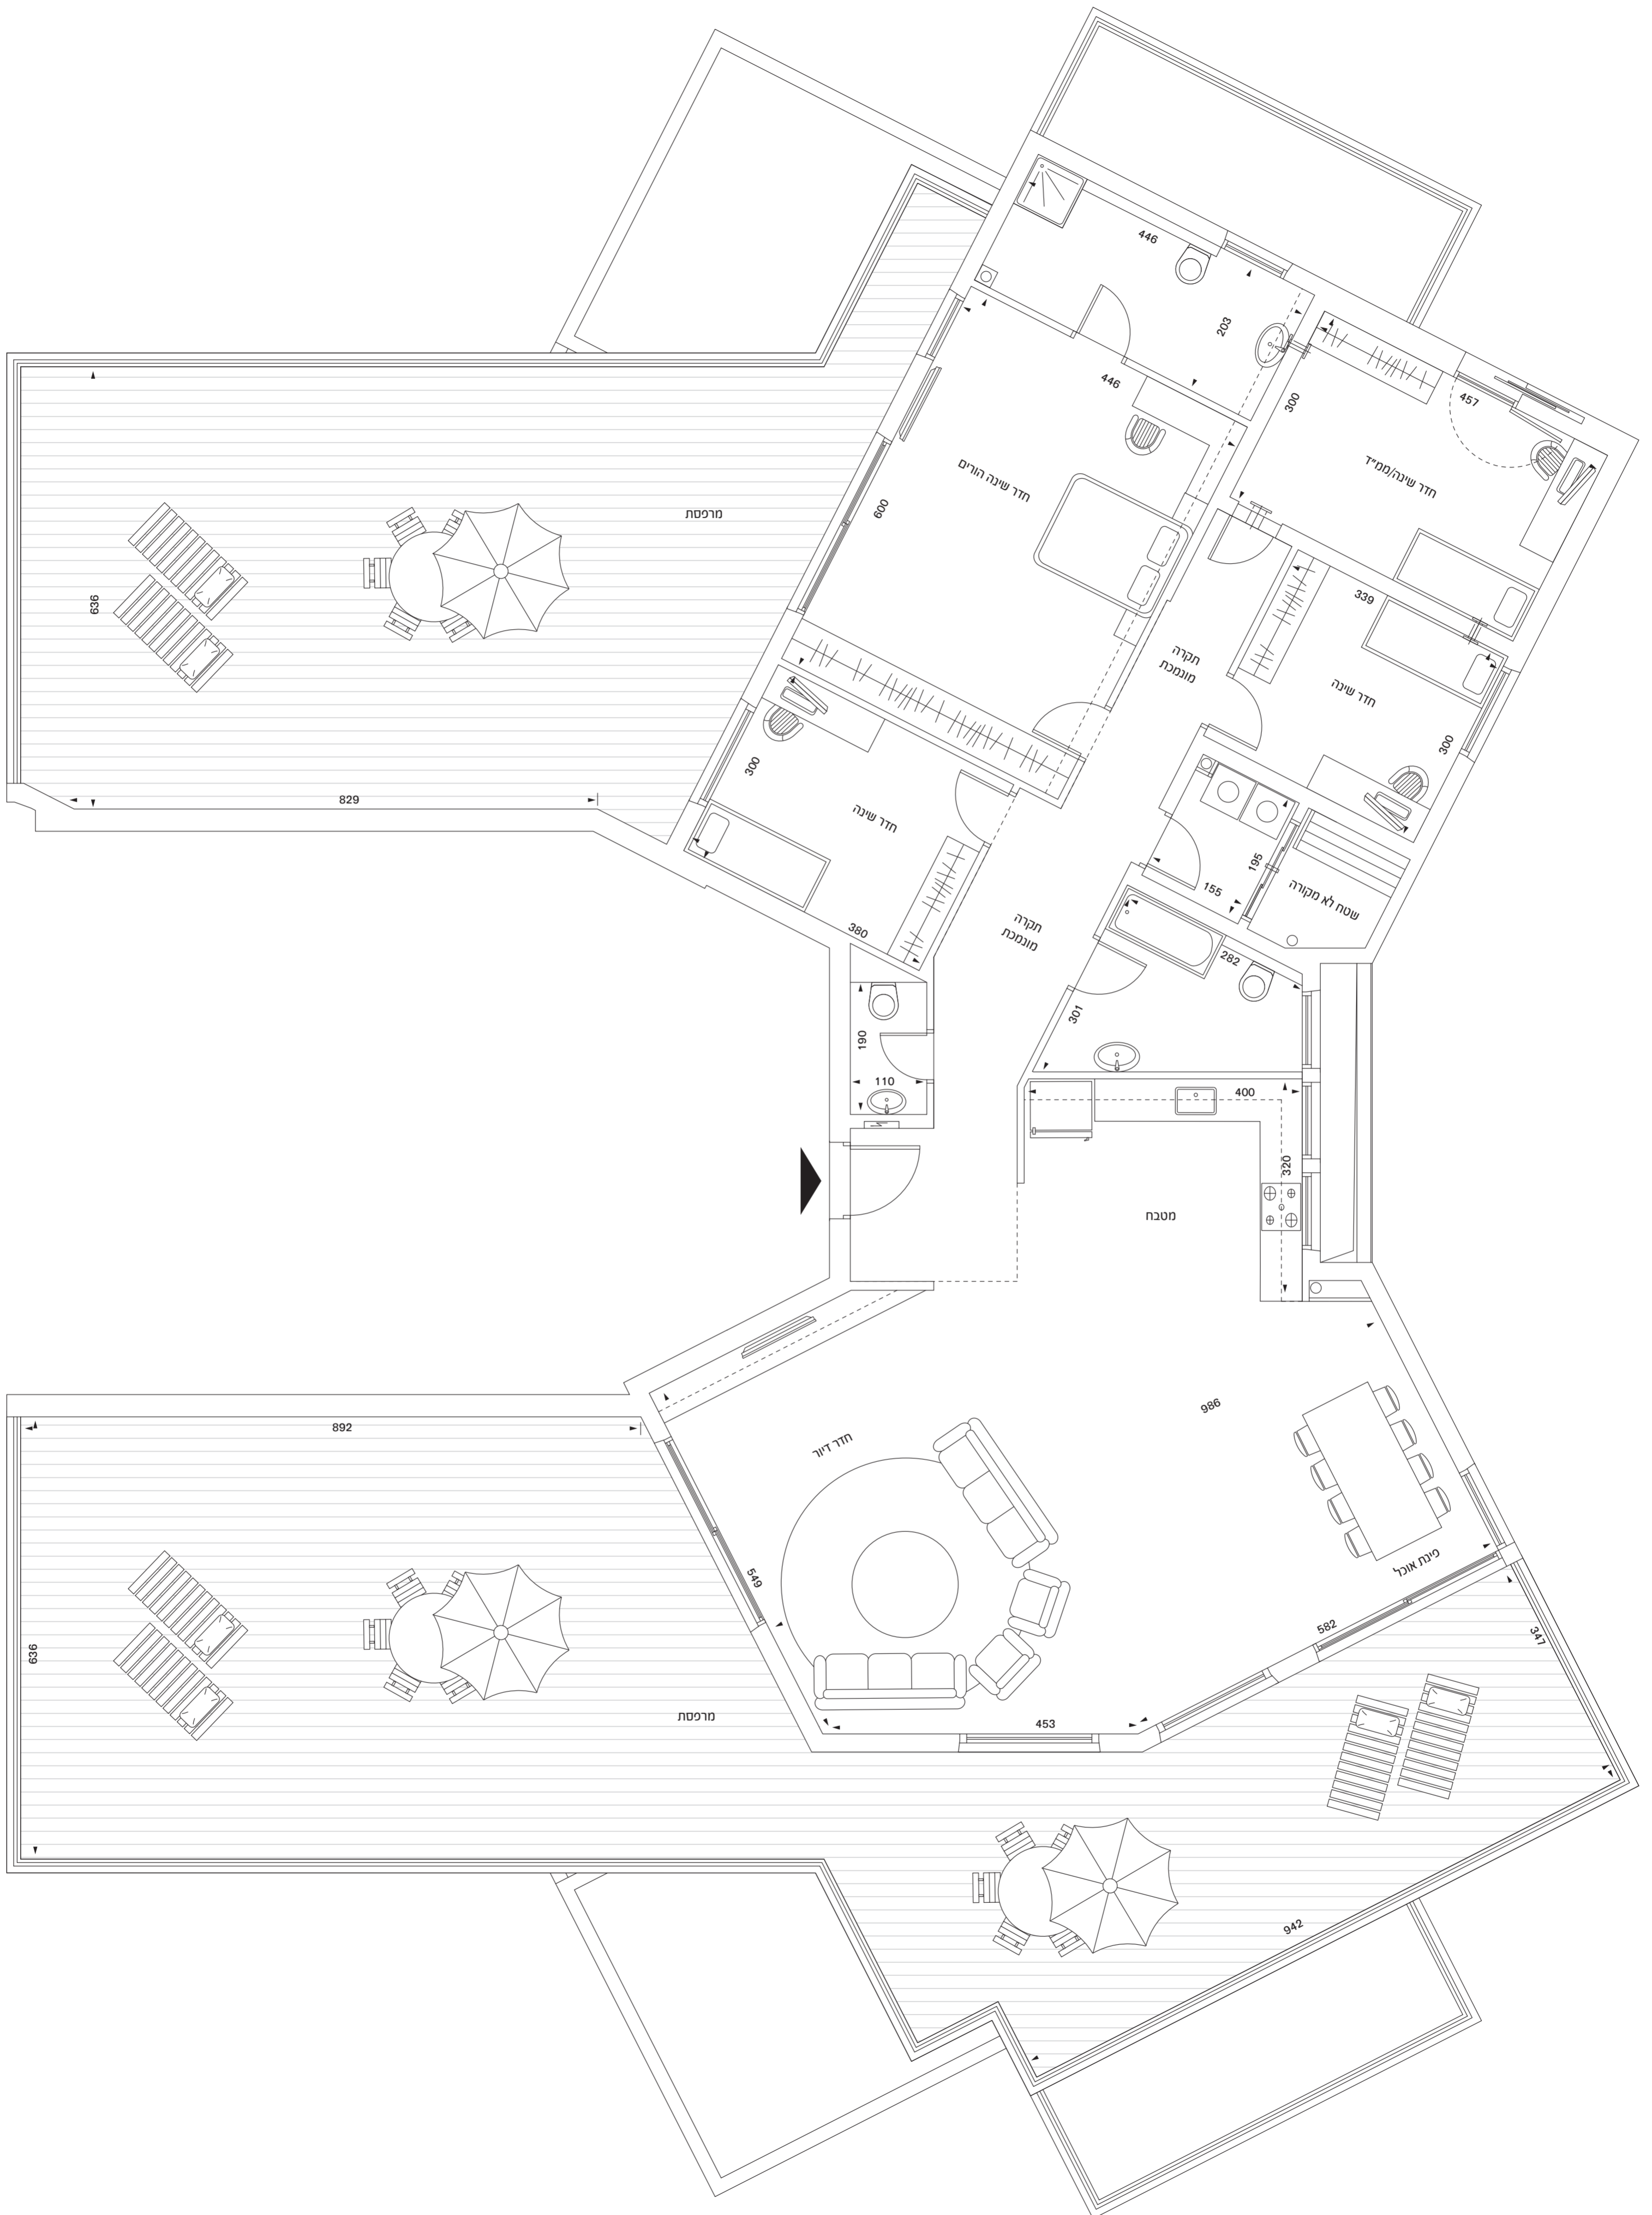 446
203
446
300
457
חדר שינה/ממ״ד
חדר שינה הורים
600
מרפסת
636
339
תקרה
מונמכת
חדר שינה
300
300
829
חדר שינה
195
155
שטח לא מקורה
380
תקרה
מונמכת
282
301
190
110
400
320
מטבח
986
892
חדר דיור
549
פינת אוכל
582
347
636
מרפסת
453
942